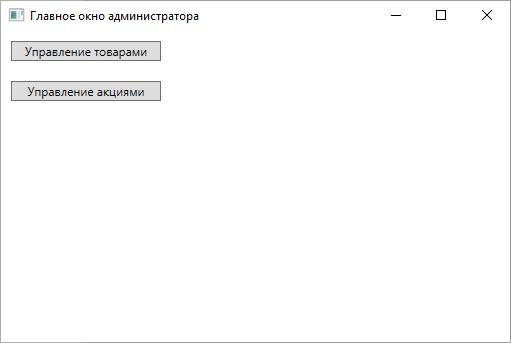 Главное окно администратора
Управление товарами
Управление акциями